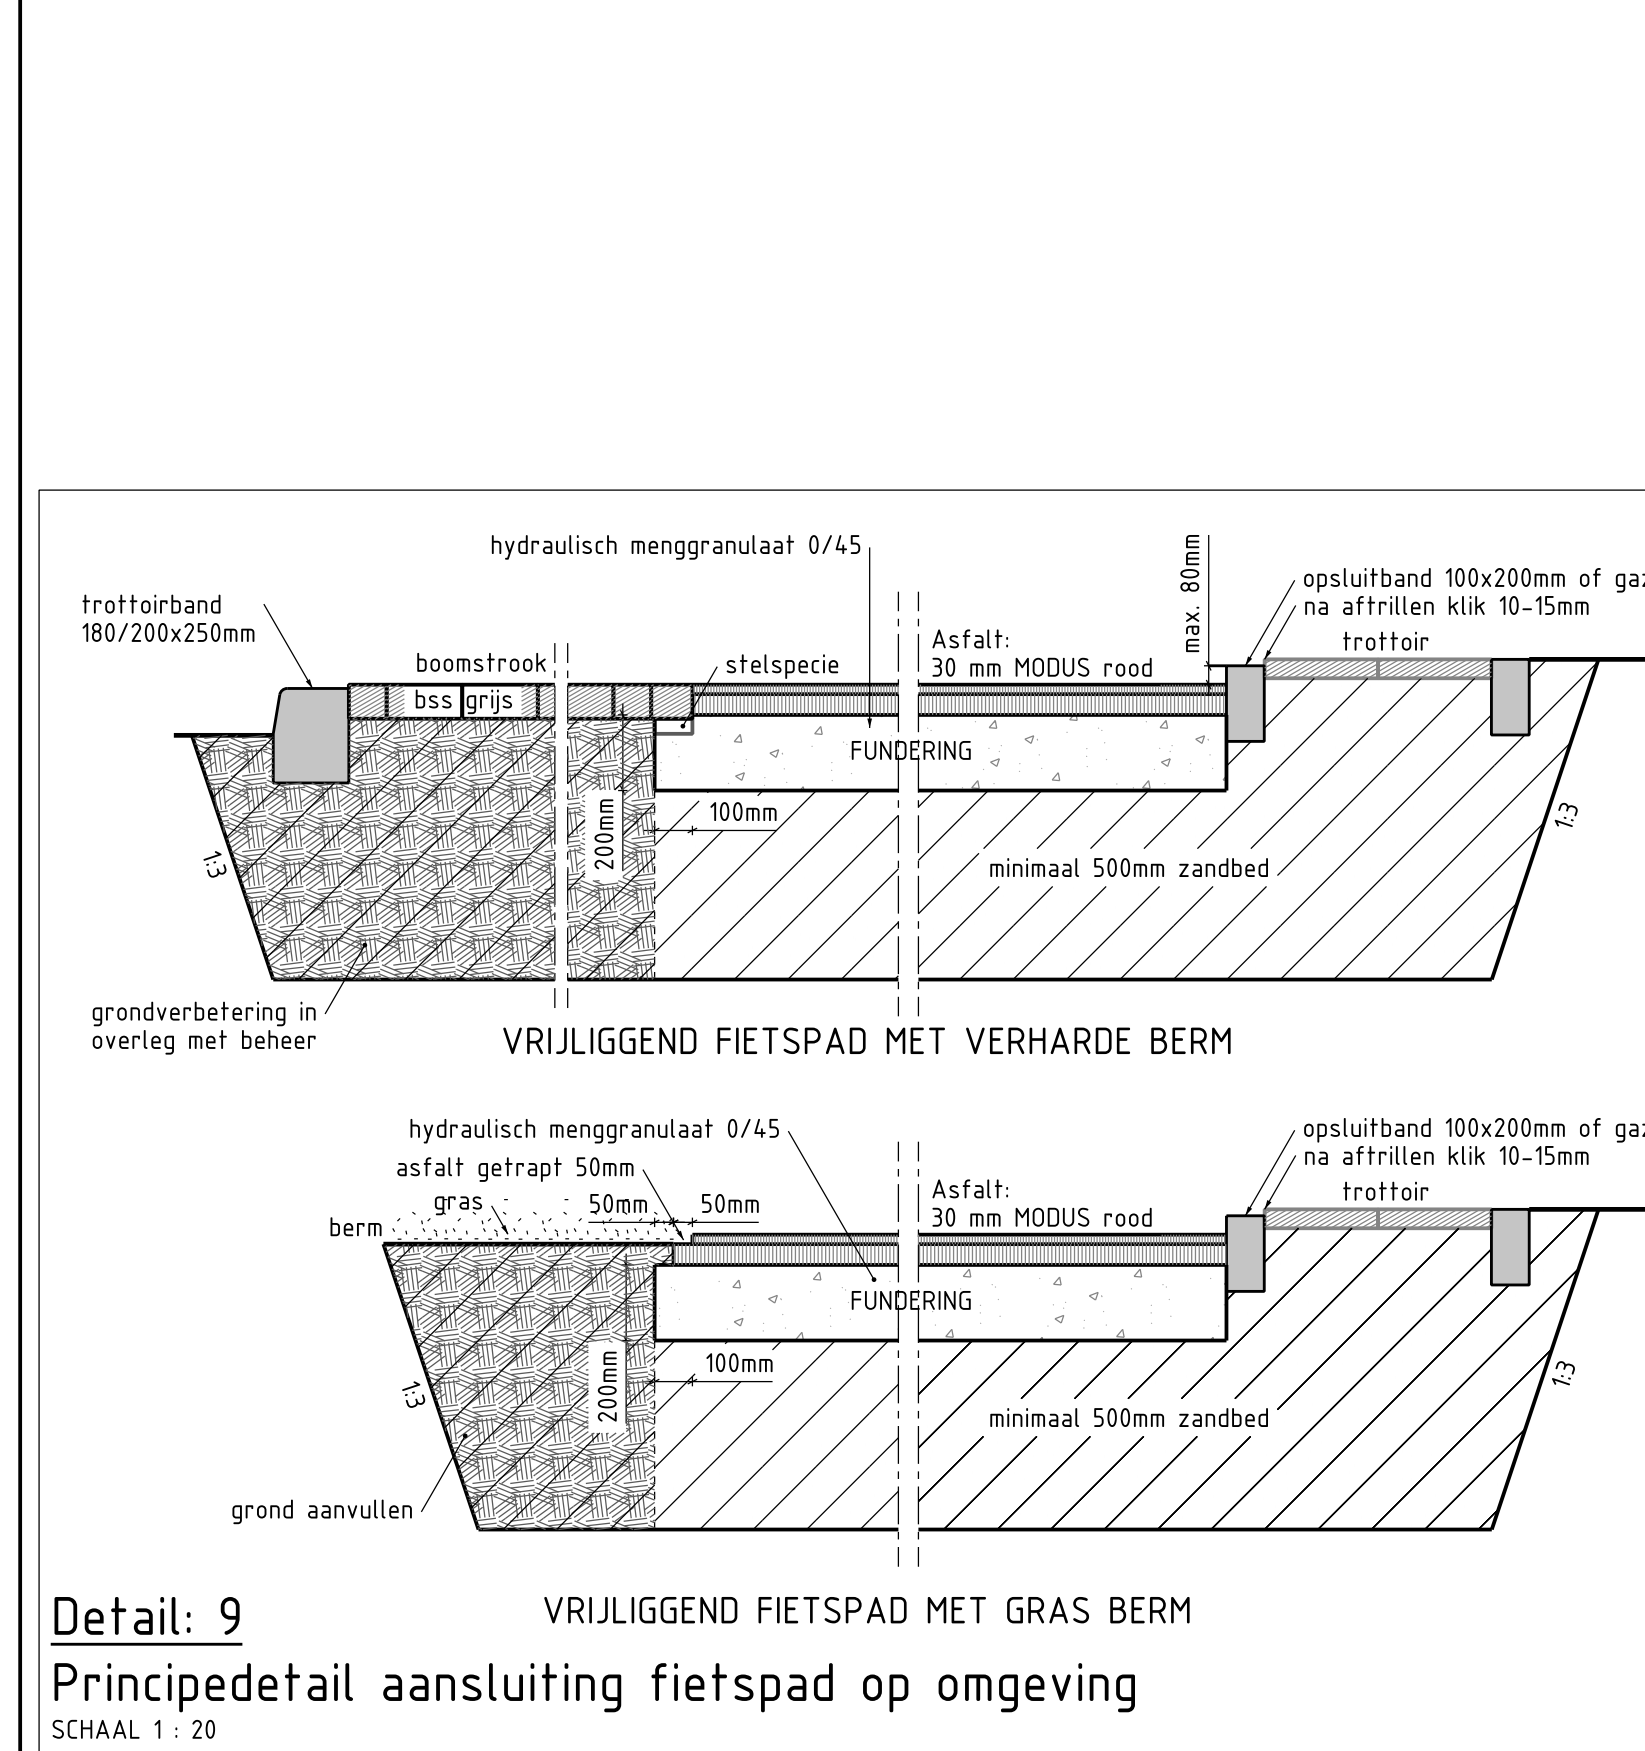 hydraulisch menggranulaat 0/45
max. 80mm
opsluitband 100x200mm of
na aftrillen klik 10-15mm
trottoir
trottoirband
180/200x250mm
Asfalt:
30 mm MODUS rood
boomstrook
stelspecie
bss grijs
FUNDERING
100mm
200mm
1:3
1:3
minimaal 500mm zandbed
grondverbetering in
overleg met beheer
VRIJLIGGEND FIETSPAD MET VERHARDE BERM
hydraulisch menggranulaat 0/45
opsluitband 100x200mm of
na aftrillen klik 10-15mm
trottoir
asfalt getrapt 50mm
gras
50mm
50mm
berm
Asfalt:
30 mm MODUS rood
FUNDERING
100mm
200mm
1:3
1:3
minimaal 500mm zandbed
grond aanvullen
VRIJLIGGEND FIETSPAD MET GRAS BERM
Detail: 9
Principedetail aansluiting fietspad op omgeving
SCHAAL 1 : 20